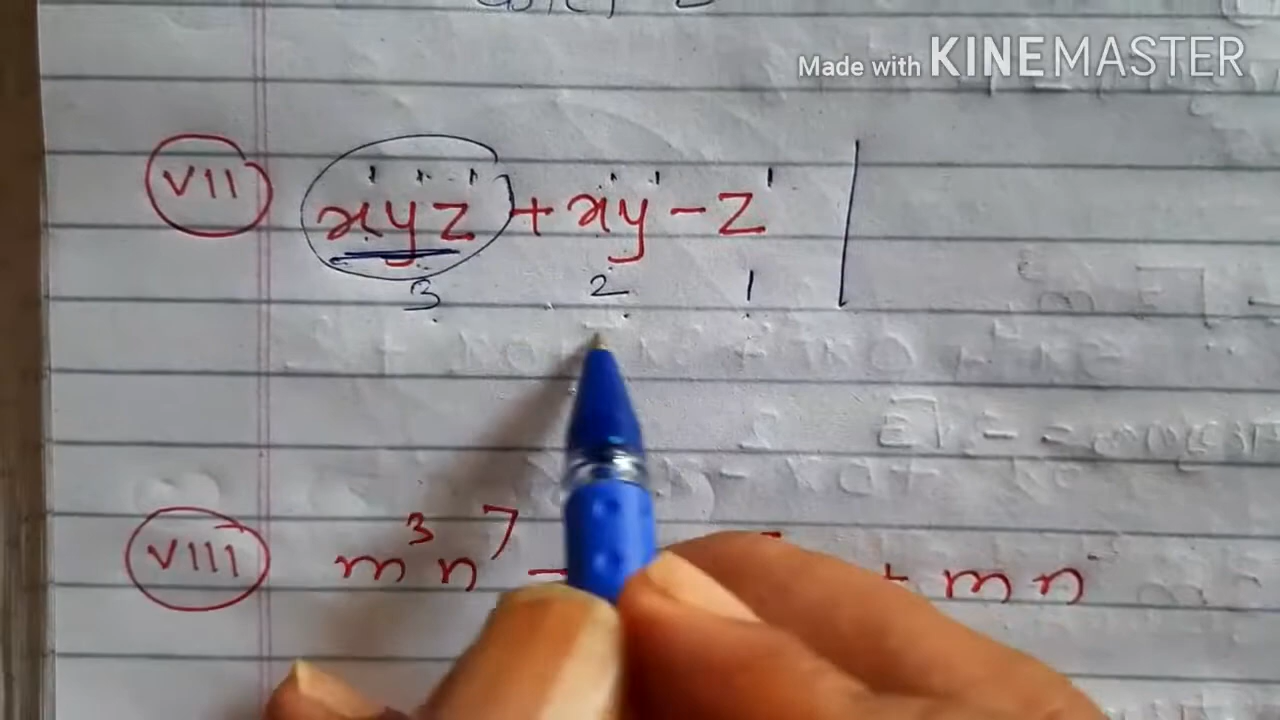 Made with KINEMASTER
VII xyz + xy - z
3 2 1
VIII m³n⁷ - + mn